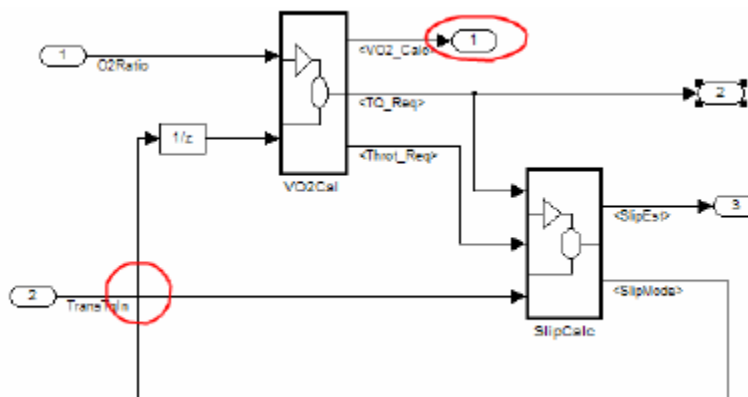 1
O2Ratio
<VO2_Calc>
1
<TQ_Req>
2
1/z
<Throt_Req>
VO2Cal
<SlipEst>
3
2
TransTqIn
<SlipMode>
SlipCalc